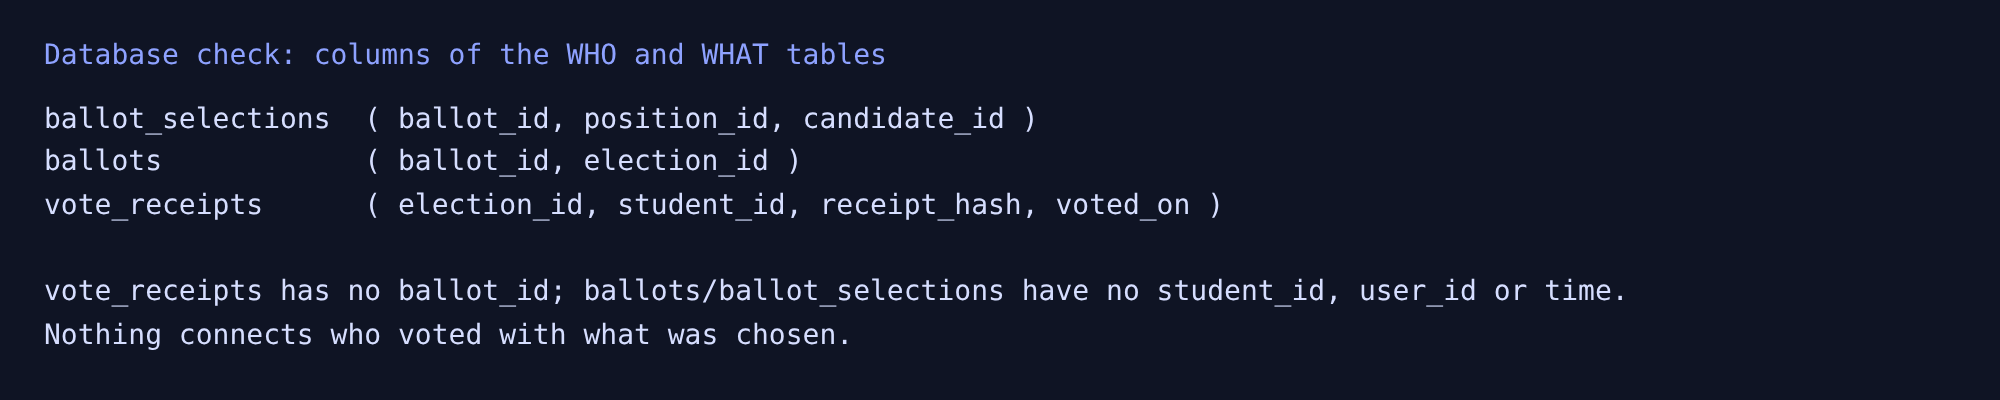 Database check: columns of the WHO and WHAT tables
ballot_selections  ( ballot_id, position_id, candidate_id )
ballots            ( ballot_id, election_id )
vote_receipts      ( election_id, student_id, receipt_hash, voted_on )
vote_receipts has no ballot_id; ballots/ballot_selections have no student_id, user_id or time.
Nothing connects who voted with what was chosen.